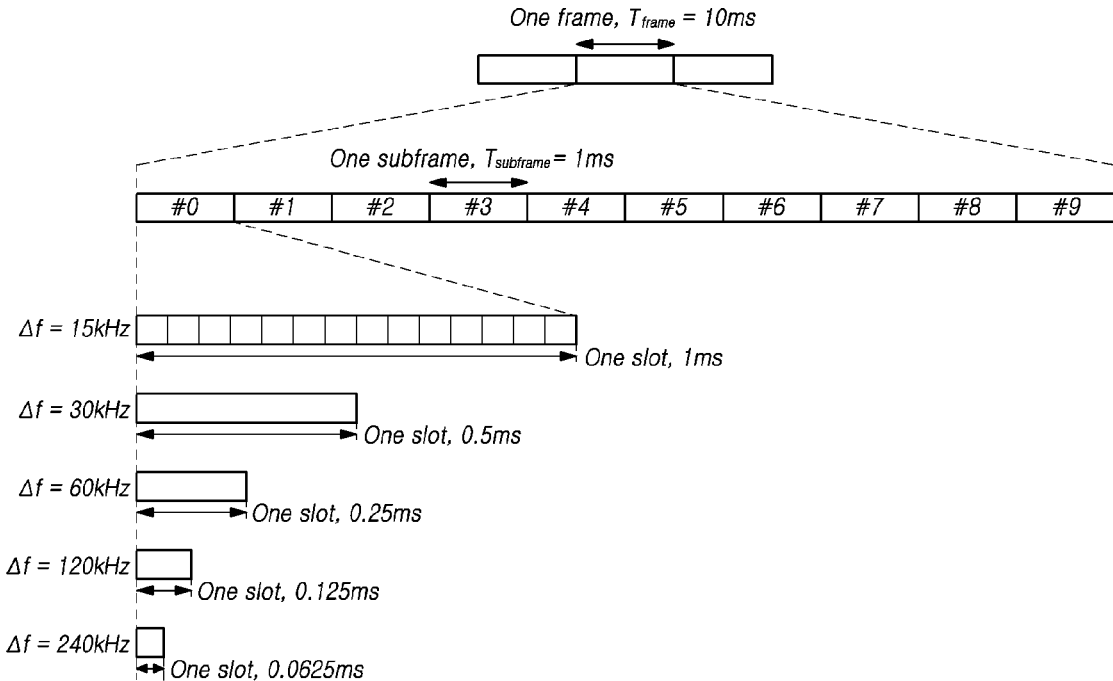 One frame, Tframe = 10ms
One subframe, Tsubframe = 1ms
#0 #1 #2 #3 #4 #5 #6 #7 #8 #9
Δf = 15kHz
One slot, 1ms
Δf = 30kHz
One slot, 0.5ms
Δf = 60kHz
One slot, 0.25ms
Δf = 120kHz
One slot, 0.125ms
Δf = 240kHz
One slot, 0.0625ms